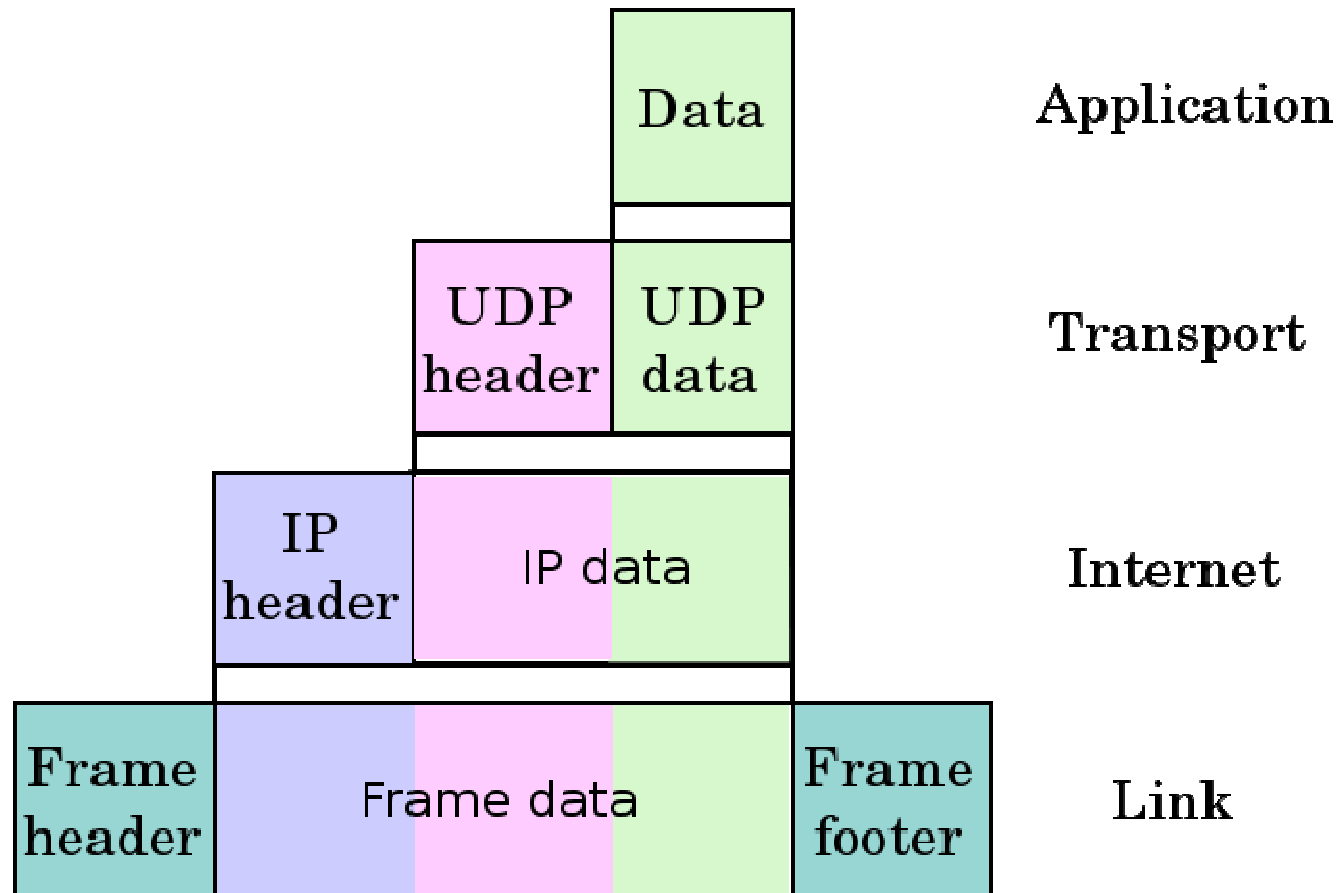 Data
Application
UDP
header
UDP
data
Transport
IP
header
IP data
Internet
Frame
header
Frame data
Frame
footer
Link